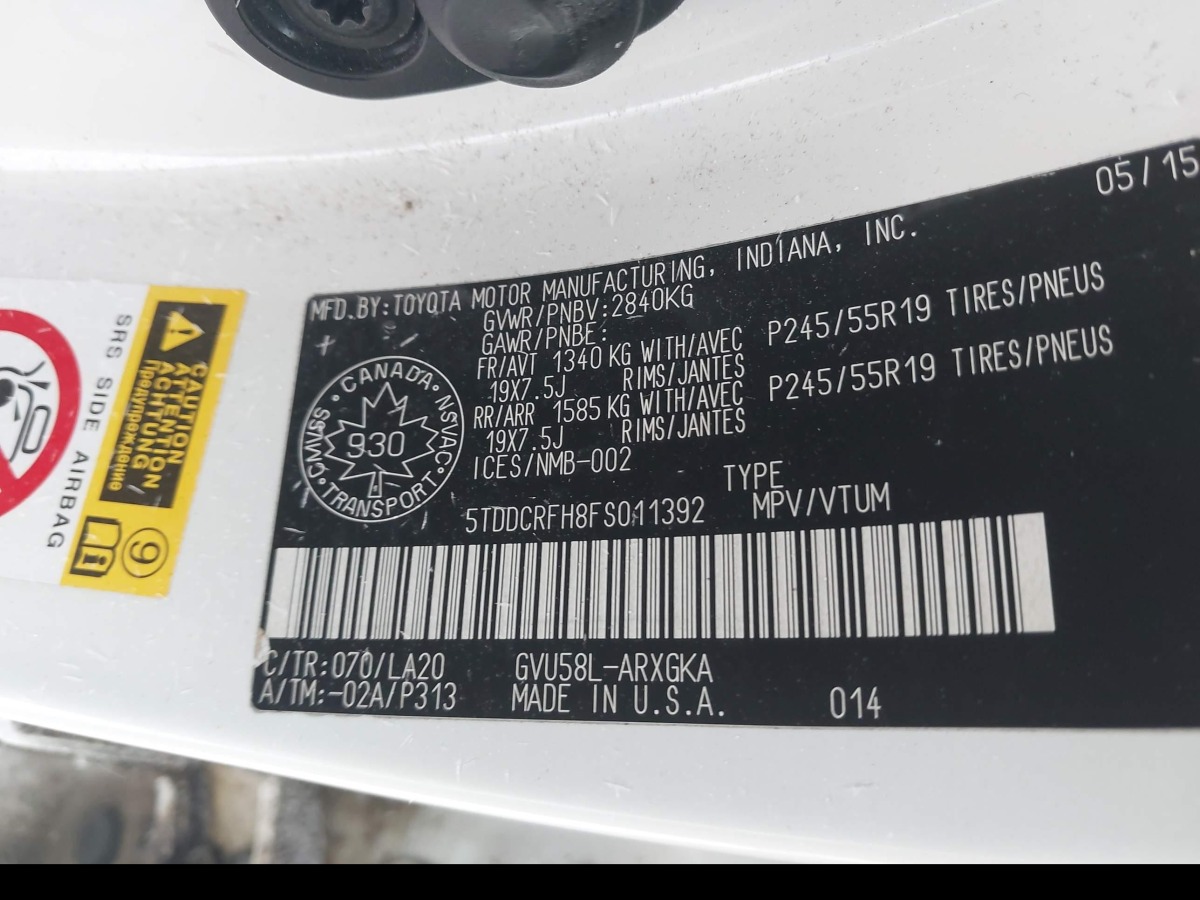 05/15
MFD.BY:TOYOTA MOTOR MANUFACTURING, INDIANA, INC.
GVWR/PNBV:2840KG
GAWR/PNBE:
FR/AVT 1340 KG WITH/AVEC P245/55R19 TIRES/PNEUS
19X7.5J RIMS/JANTES
RR/ARR 1585 KG WITH/AVEC P245/55R19 TIRES/PNEUS
19X7.5J RIMS/JANTES
ICES/NMB-002
CANADA
NSVAC
TRANSPORT
CMVSS
930
TYPE
5TDDCRFH8FS011392 MPV/VTUM
C/TR:070/LA20 GVU58L-ARXGKA
A/TM:-02A/P313 MADE IN U.S.A. 014
SRS SIDE AIRBAG
CAUTION
ATTENTION
ACHTUNG
Предупреждение
9
i